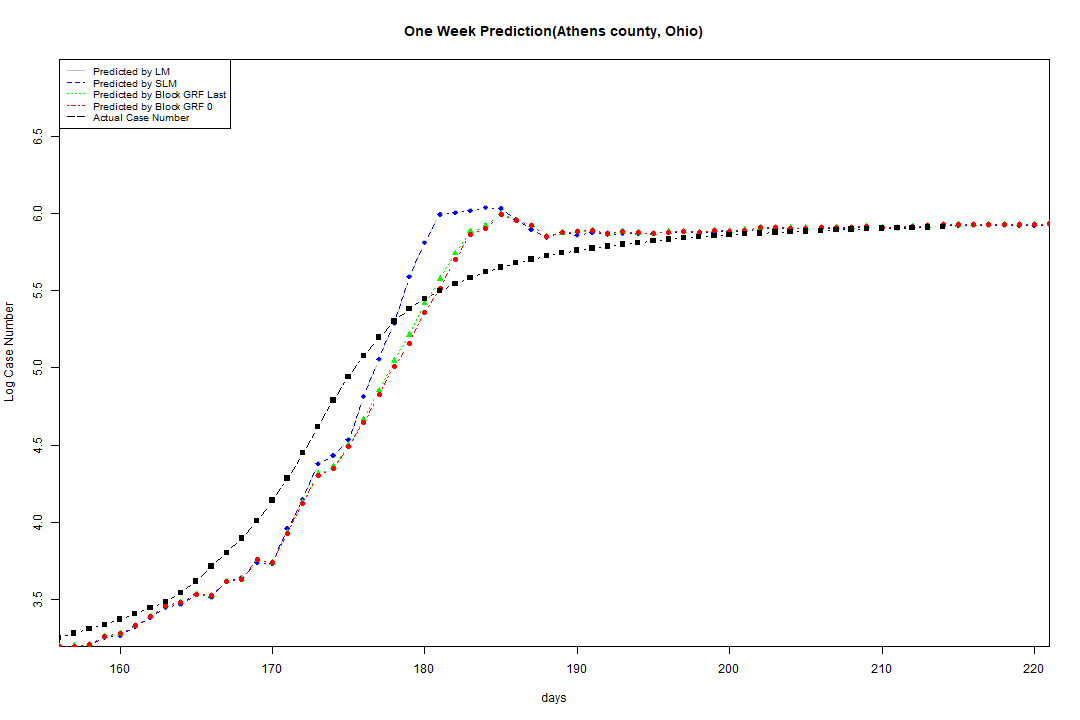 One Week Prediction(Athens county, Ohio)
Predicted by LM
Predicted by SLM
Predicted by Block GRF Last
Predicted by Block GRF 0
Actual Case Number
6.5
6.0
5.5
5.0
4.5
4.0
3.5
Log Case Number
160 170 180 190 200 210 220
days